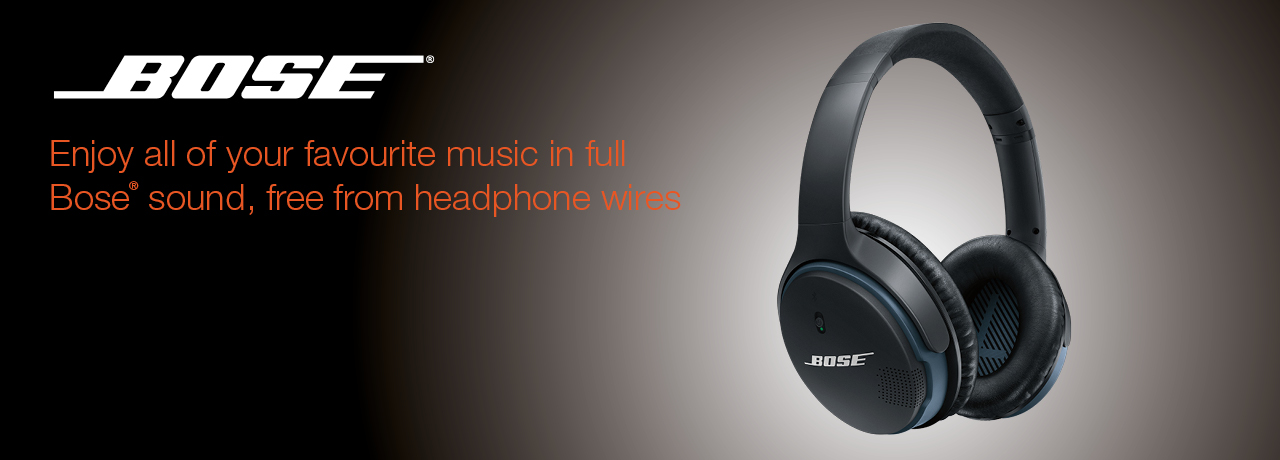 BOSE®
Enjoy all of your favourite music in full
Bose® sound, free from headphone wires
BOSE